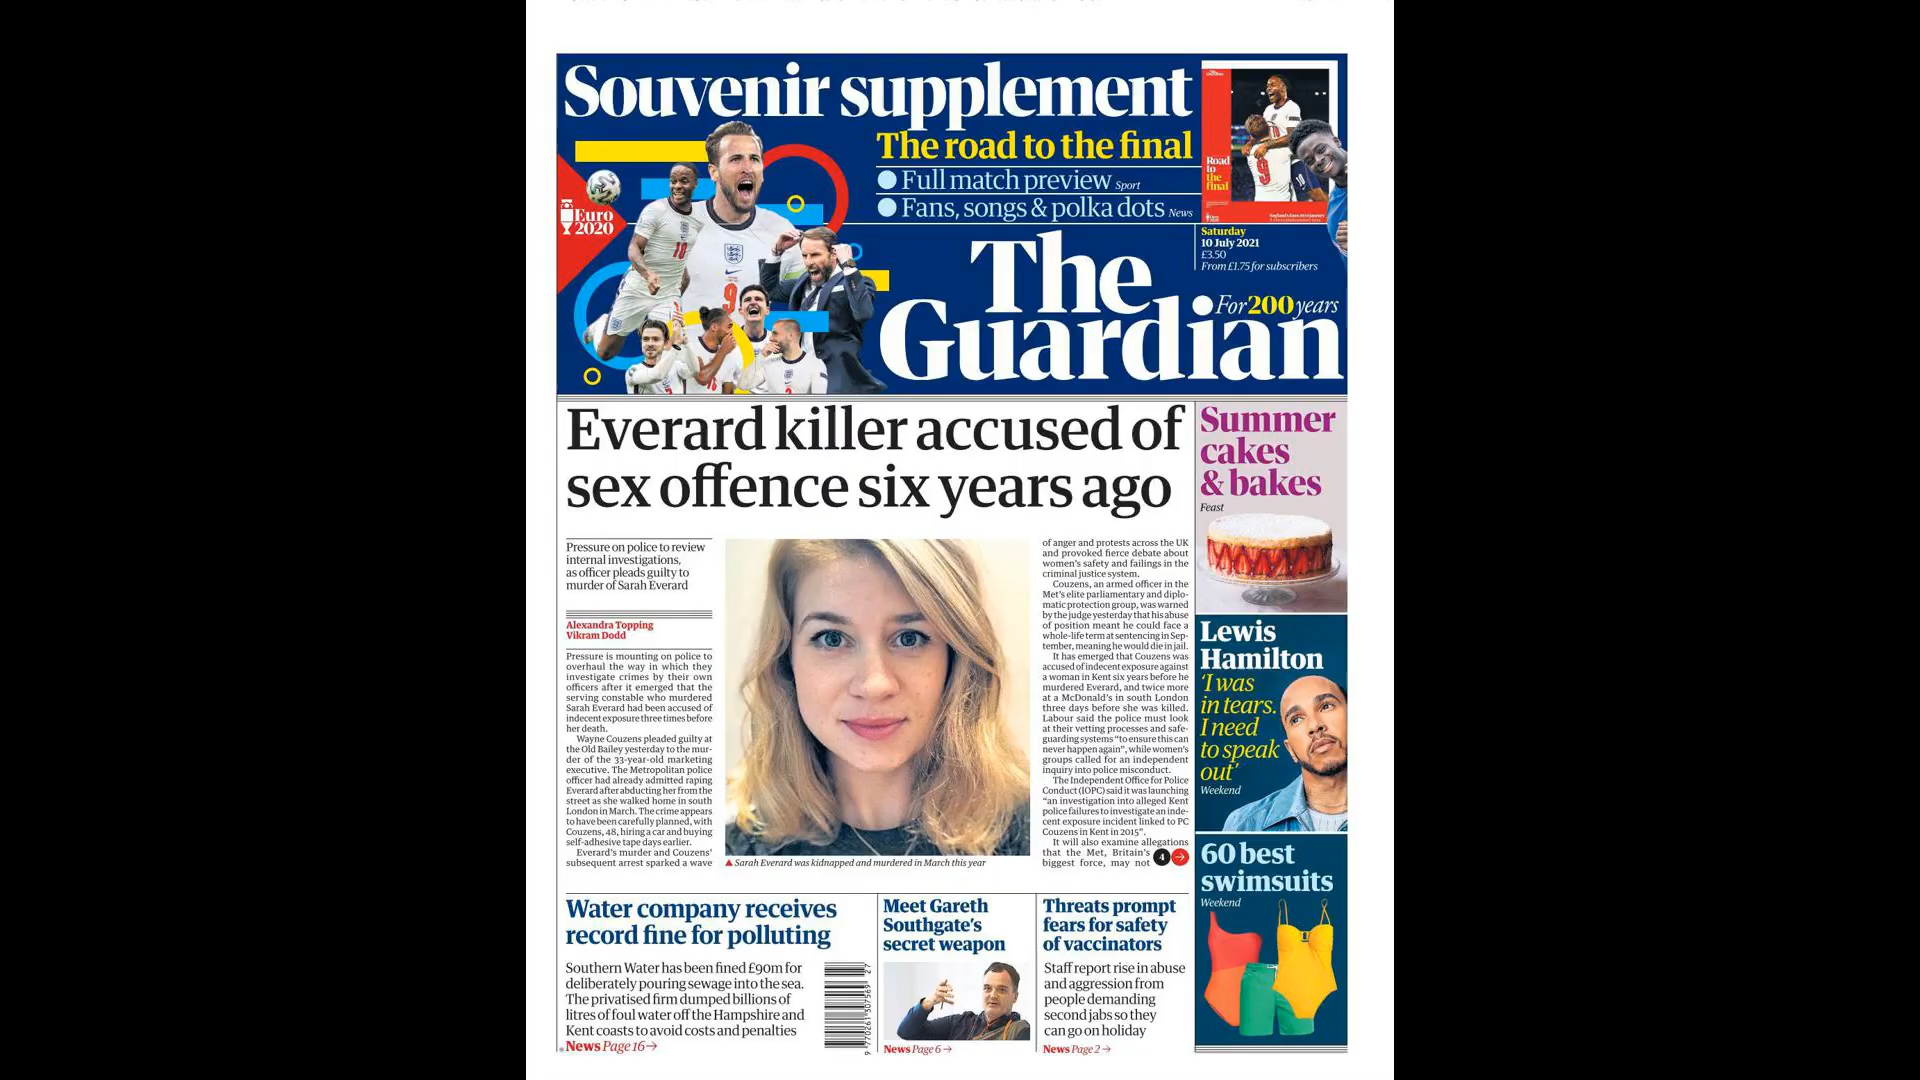 Souvenir supplement
The road to the final
Full match preview Sport
Fans, songs & polka dots News
Euro
2020
Road
to
the
final
Saturday
10 July 2021
£3.50
From £1.75 for subscribers
The
Guardian
For 200 years
Everard killer accused of
sex offence six years ago
Pressure on police to review
internal investigations,
as officer pleads guilty to
murder of Sarah Everard
Alexandra Topping
Vikram Dodd
Pressure is mounting on police to
overhaul the way in which they
investigate crimes by their own
officers after it emerged that the
serving constable who murdered
Sarah Everard had been accused of
indecent exposure three times before
her death.
Wayne Couzens pleaded guilty at
the Old Bailey yesterday to the mur-
der of the 33-year-old marketing
executive. The Metropolitan police
officer had already admitted raping
Everard after abducting her from the
street as she walked home in south
London in March. The crime appears
to have been carefully planned, with
Couzens, 48, hiring a car and buying
self-adhesive tape days earlier.
Everard's murder and Couzens'
subsequent arrest sparked a wave
Sarah Everard was kidnapped and murdered in March this year
of anger and protests across the UK
and provoked fierce debate about
women's safety and failings in the
criminal justice system.
Couzens, an armed officer in the
Met's elite parliamentary and diplo-
matic protection group, was warned
by the judge yesterday that his abuse
of position meant he could face a
whole-life term at sentencing in Sep-
tember, meaning he would die in jail.
It has emerged that Couzens was
accused of indecent exposure against
a woman in Kent six years before he
murdered Everard, and twice more
at a McDonald's in south London
three days before she was killed.
Labour said the police must look
at their vetting processes and safe-
guarding systems "to ensure this can
never happen again", while women's
groups called for an independent
inquiry into police misconduct.
The Independent Office for Police
Conduct (IOPC) said it was launching
"an investigation into alleged Kent
police failures to investigate an inde-
cent exposure incident linked to PC
Couzens in Kent in 2015".
It will also examine allegations
that the Met, Britain's
biggest force, may not 4 →
Summer
cakes
& bakes
Feast
Lewis
Hamilton
'I was
in tears.
I need
to speak
out'
Weekend
60 best
swimsuits
Weekend
Water company receives
record fine for polluting
Southern Water has been fined £90m for
deliberately pouring sewage into the sea.
The privatised firm dumped billions of
litres of foul water off the Hampshire and
Kent coasts to avoid costs and penalties
News Page 16 →
Meet Gareth
Southgate's
secret weapon
News Page 6 →
Threats prompt
fears for safety
of vaccinators
Staff report rise in abuse
and aggression from
people demanding
second jabs so they
can go on holiday
News Page 2 →